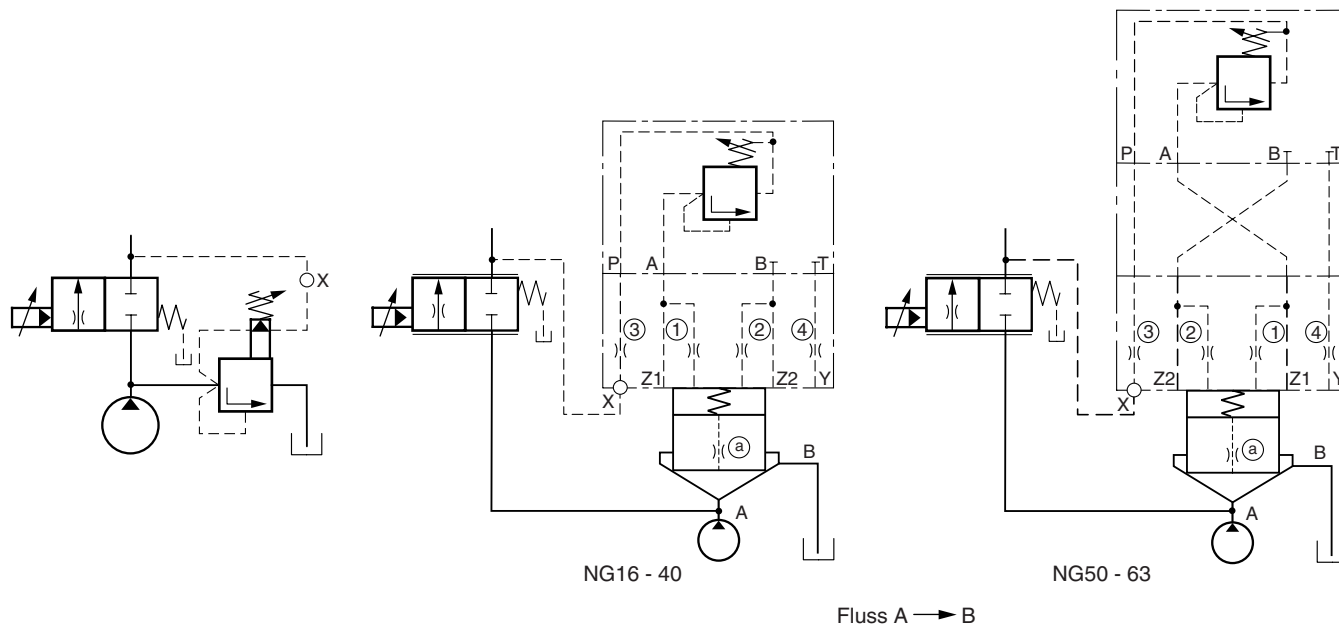 X
P A B T
3 1 2 4
Z1 Z2 Y
X
a
B
A
NG16 - 40
P A B T
3 2 1 4
Z2 Z1 Y
X
a
B
A
NG50 - 63
Fluss A B